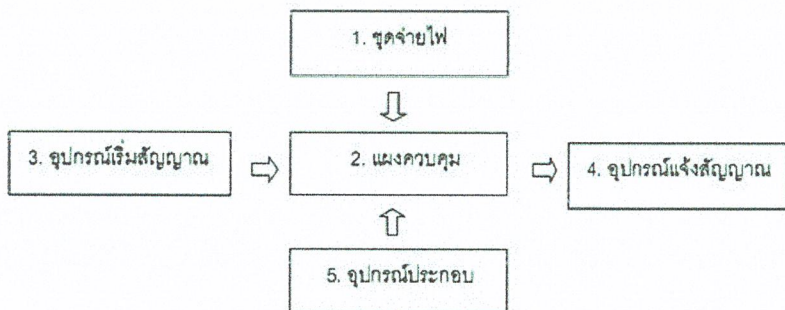 1. ชุดจ่ายไฟ
3. อุปกรณ์เริ่มสัญญาณ
2. แผงควบคุม
4. อุปกรณ์แจ้งสัญญาณ
5. อุปกรณ์ประกอบ